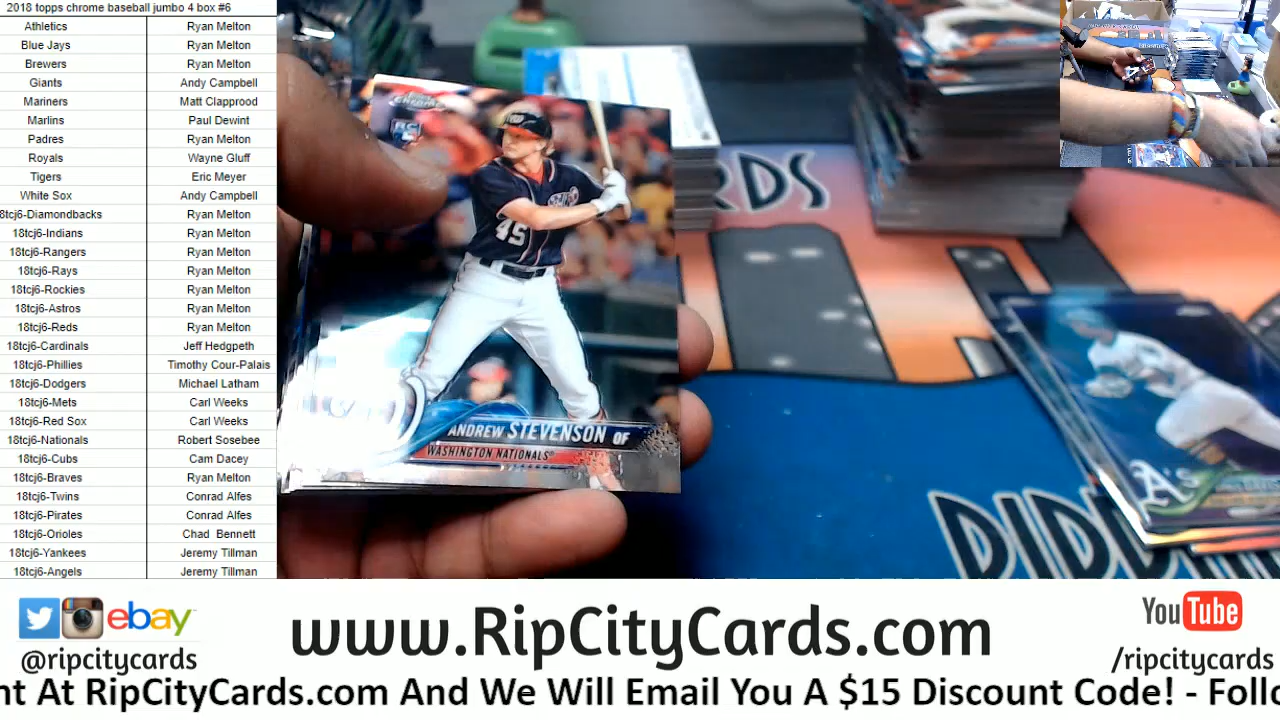 2018 topps chrome baseball jumbo 4 box #6
Athletics Ryan Melton
Blue Jays Ryan Melton
Brewers Ryan Melton
Giants Andy Campbell
Mariners Matt Clapprood
Marlins Paul Dewint
Padres Ryan Melton
Royals Wayne Gluff
Tigers Eric Meyer
White Sox Andy Campbell
8tcj6-Diamondbacks Ryan Melton
18tcj6-Indians Ryan Melton
18tcj6-Rangers Ryan Melton
18tcj6-Rays Ryan Melton
18tcj6-Rockies Ryan Melton
18tcj6-Astros Ryan Melton
18tcj6-Reds Ryan Melton
18tcj6-Cardinals Jeff Hedgpeth
18tcj6-Phillies Timothy Cour-Palais
18tcj6-Dodgers Michael Latham
18tcj6-Mets Carl Weeks
18tcj6-Red Sox Carl Weeks
18tcj6-Nationals Robert Sosebee
18tcj6-Cubs Cam Dacey
18tcj6-Braves Ryan Melton
18tcj6-Twins Conrad Alfes
18tcj6-Pirates Conrad Alfes
18tcj6-Orioles Chad Bennett
18tcj6-Yankees Jeremy Tillman
18tcj6-Angels Jeremy Tillman
RC
45
ANDREW STEVENSON OF
WASHINGTON NATIONALS®
RDS
A's
ebay
@ripcitycards
www.RipCityCards.com
YouTube
/ripcitycards
nt At RipCityCards.com And We Will Email You A $15 Discount Code! - Follo